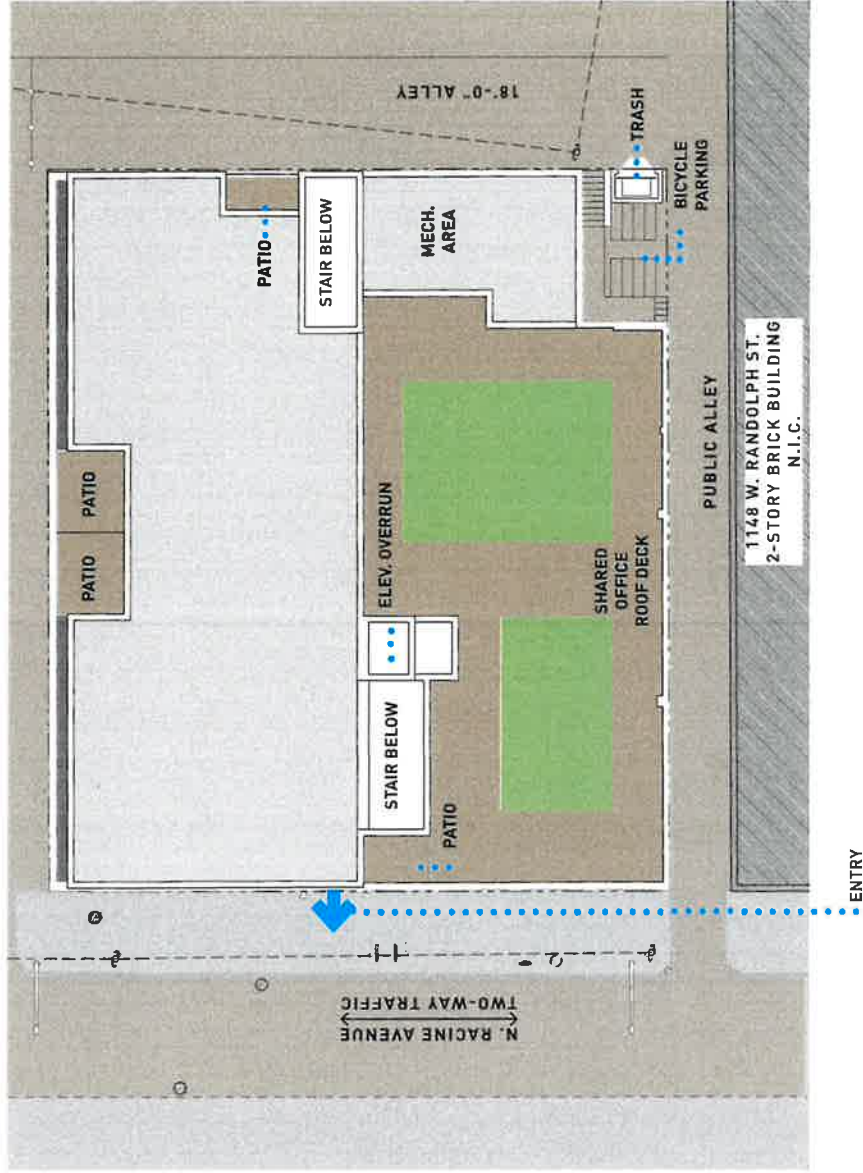 18'-0" ALLEY
TRASH
BICYCLE
PARKING
PATIO
STAIR BELOW
MECH.
AREA
PATIO
PATIO
ELEV. OVERRUN
SHARED
OFFICE
ROOF DECK
PUBLIC ALLEY
1148 W. RANDOLPH ST.
2-STORY BRICK BUILDING
N.I.C.
STAIR BELOW
PATIO
ENTRY
N. RACINE AVENUE
TWO-WAY TRAFFIC